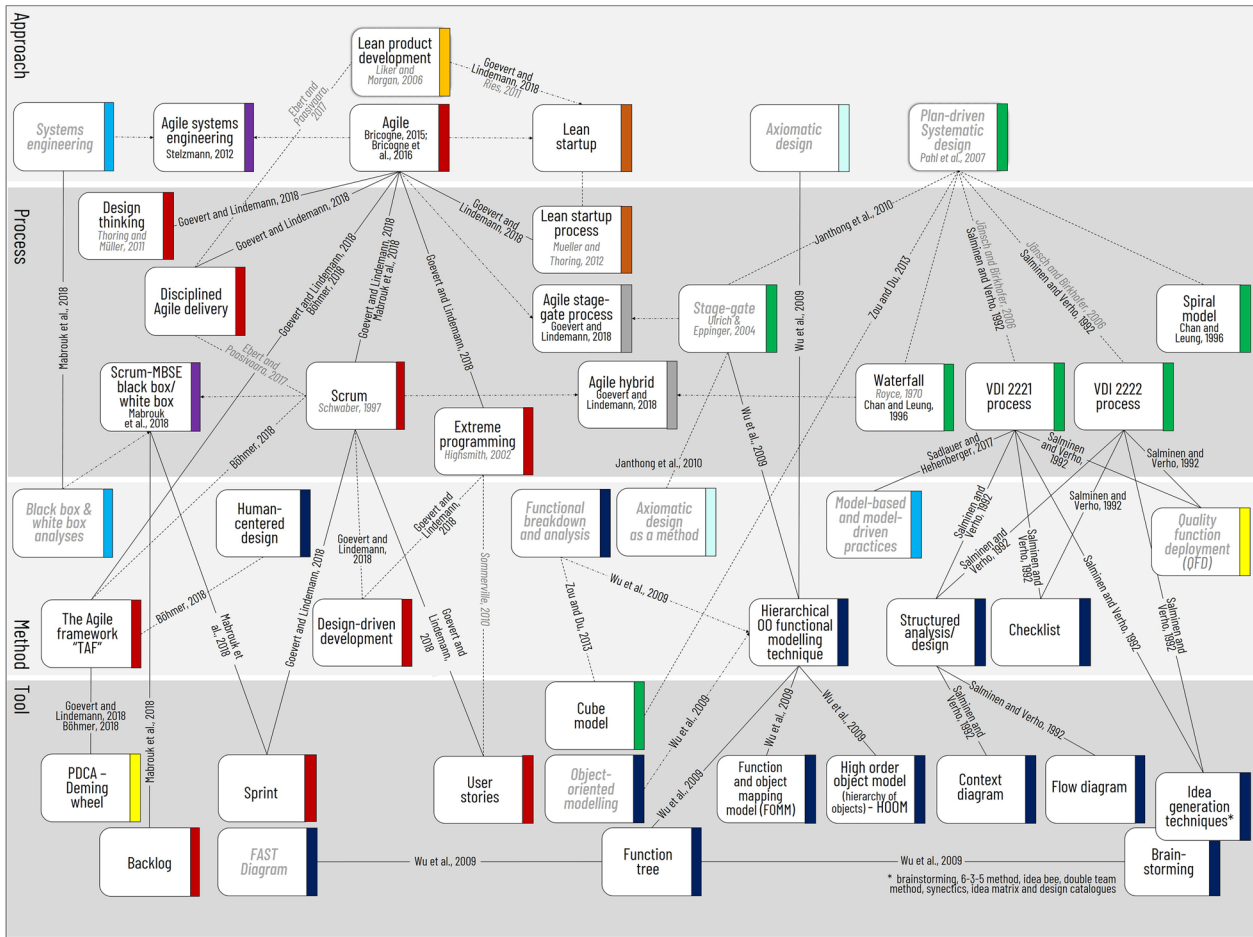 Approach
Lean product
development
Liker and
Morgan, 2006
Goevert and
Lindemann, 2018
Ries, 2011
Ebert and
Paasivaara,
2017
Systems
engineering
Agile systems
engineering
Stelzmann, 2012
Agile
Bricogne, 2015;
Bricogne et
al., 2016
Lean
startup
Axiomatic
design
Plan-driven
Systematic
design
Pahl et al., 2007
Process
Design
thinking
Thoring and
Müller, 2011
Goevert and Lindemann, 2018
Goevert and Lindemann, 2018
Goevert and Lindemann, 2018
Böhmer, 2018
Goevert and Lindemann, 2018
Mabrouk et al., 2018
Goevert and Lindemann, 2018
Goevert and
Lindemann, 2018
Lean startup
process
Mueller and
Thoring, 2012
Janthong et al., 2010
Zou and Du, 2013
Jänsch and Birkhofer, 2006
Salminen and Verho, 1992
Jänsch and Birkhofer, 2006
Salminen and Verho, 1992
Mabrouk et al., 2018
Wu et al., 2009
Disciplined
Agile delivery
Agile stage-
gate process
Goevert and
Lindemann, 2018
Stage-gate
Ulrich &
Eppinger, 2004
Spiral
model
Chan and
Leung, 1996
Ebert and
Paasivaara, 2017
Scrum-MBSE
black box/
white box
Mabrouk
et al., 2018
Scrum
Schwaber, 1997
Agile hybrid
Goevert and
Lindemann, 2018
Waterfall
Royce, 1970
Chan and Leung,
1996
VDI 2221
process
VDI 2222
process
Extreme
programming
Highsmith, 2002
Böhmer, 2018
Janthong et al., 2010
Wu et al., 2009
Sadlauer and
Hehenberger, 2017
Salminen
and Verho,
1992
Salminen
and Verho,
1992
Method
Black box &
white box
analyses
Human-
centered
design
Goevert and
Lindemann,
2018
Goevert and
Lindemann,
2018
Functional
breakdown
and analysis
Axiomatic
design
as a method
Model-based
and model-
driven
practices
Salminen and
Verho, 1992
Salminen and
Verho, 1992
Salminen and
Verho, 1992
Salminen and
Verho, 1992
Quality
function
deployment
(QFD)
Sommerville, 2010
Goevert and Lindemann, 2018
Wu et al., 2009
Böhmer, 2018
Mabrouk et
al., 2018
The Agile
framework
"TAF"
Design-driven
development
Goevert and
Lindemann,
2018
Zou and Du, 2013
Hierarchical
OO functional
modelling
technique
Structured
analysis/
design
Checklist
Salminen and Verho, 1992
Salminen and
Verho, 1992
Tool
Goevert and
Lindemann, 2018
Böhmer, 2018
Mabrouk et al., 2018
Cube model
Wu et al., 2009
Wu et al., 2009
Wu et al., 2009
Wu et al., 2009
Salminen and
Verho, 1992
Salminen and Verho, 1992
PDCA –
Deming
wheel
Sprint
User
stories
Object-
oriented
modelling
Function
and object
mapping
model (FOMM)
High order
object model
(hierarchy of
objects) - HOOM
Context
diagram
Flow diagram
Idea
generation
techniques*
Backlog
FAST
Diagram
Wu et al., 2009
Function
tree
Wu et al., 2009
Brain-
storming
* brainstorming, 6-3-5 method, idea bee, double team
method, synectics, idea matrix and design catalogues